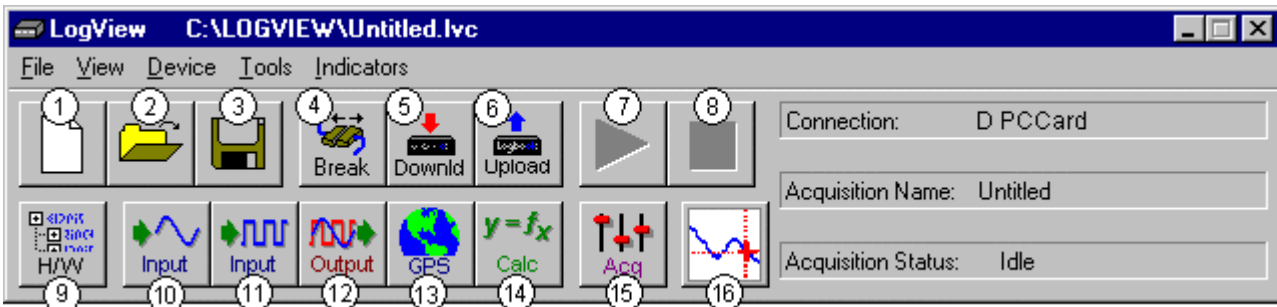 LogView C:\LOGVIEW\Untitled.lvc
File View Device Tools Indicators
1 2 3 4 5 6 7 8
Break Downld Upload
Connection: D PCCard
Acquisition Name: Untitled
H/W Input Input Output GPS y=fx Calc Acq
Acquisition Status: Idle
9 10 11 12 13 14 15 16